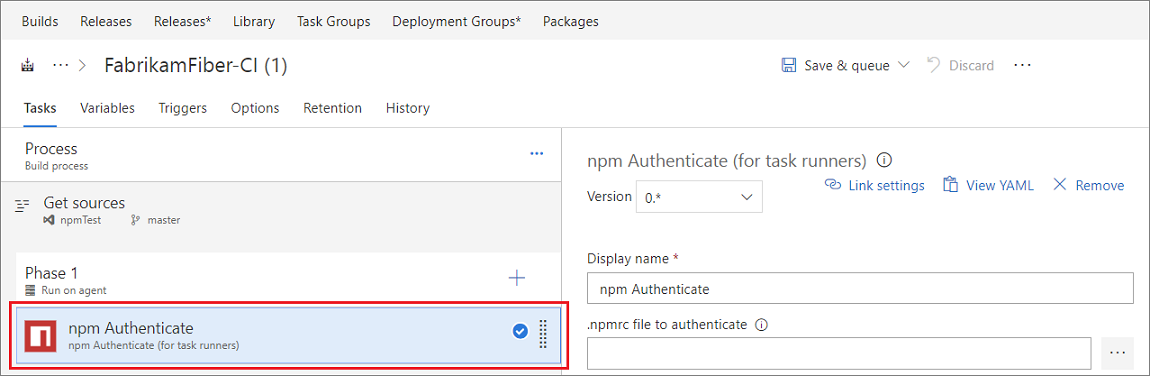 Builds Releases Releases* Library Task Groups Deployment Groups* Packages
··· > FabrikamFiber-CI (1) Save & queue Discard ···
Tasks Variables Triggers Options Retention History
Process
Build process
···
Get sources
npmTest master
Phase 1
Run on agent
npm Authenticate
npm Authenticate (for task runners)
npm Authenticate (for task runners)
Link settings View YAML Remove
Version 0.*
Display name *
npm Authenticate
.npmrc file to authenticate
···